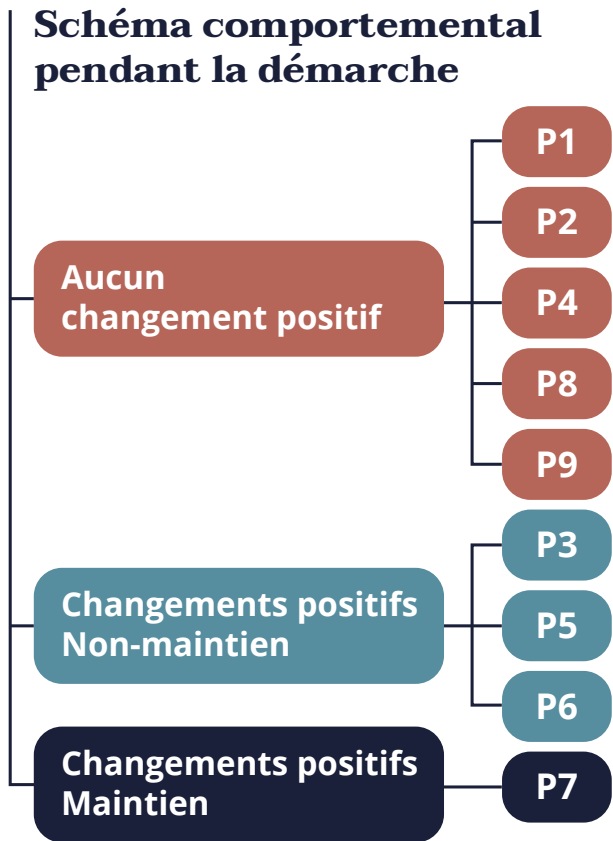 Schéma comportemental
pendant la démarche
Aucun
changement positif
P1
P2
P4
P8
P9
Changements positifs
Non-maintien
P3
P5
P6
Changements positifs
Maintien
P7